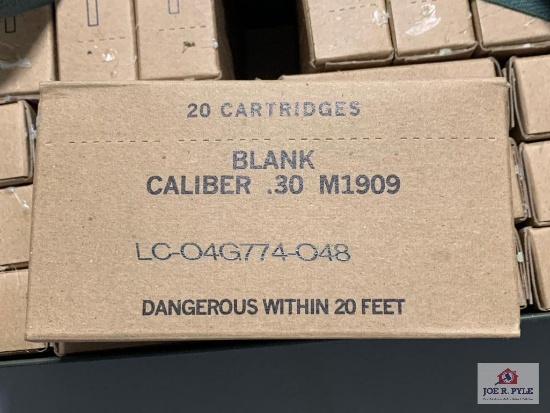 20 CARTRIDGES
BLANK
CALIBER .30 M1909
LC-04G774-048
DANGEROUS WITHIN 20 FEET
JOE R. PYLE